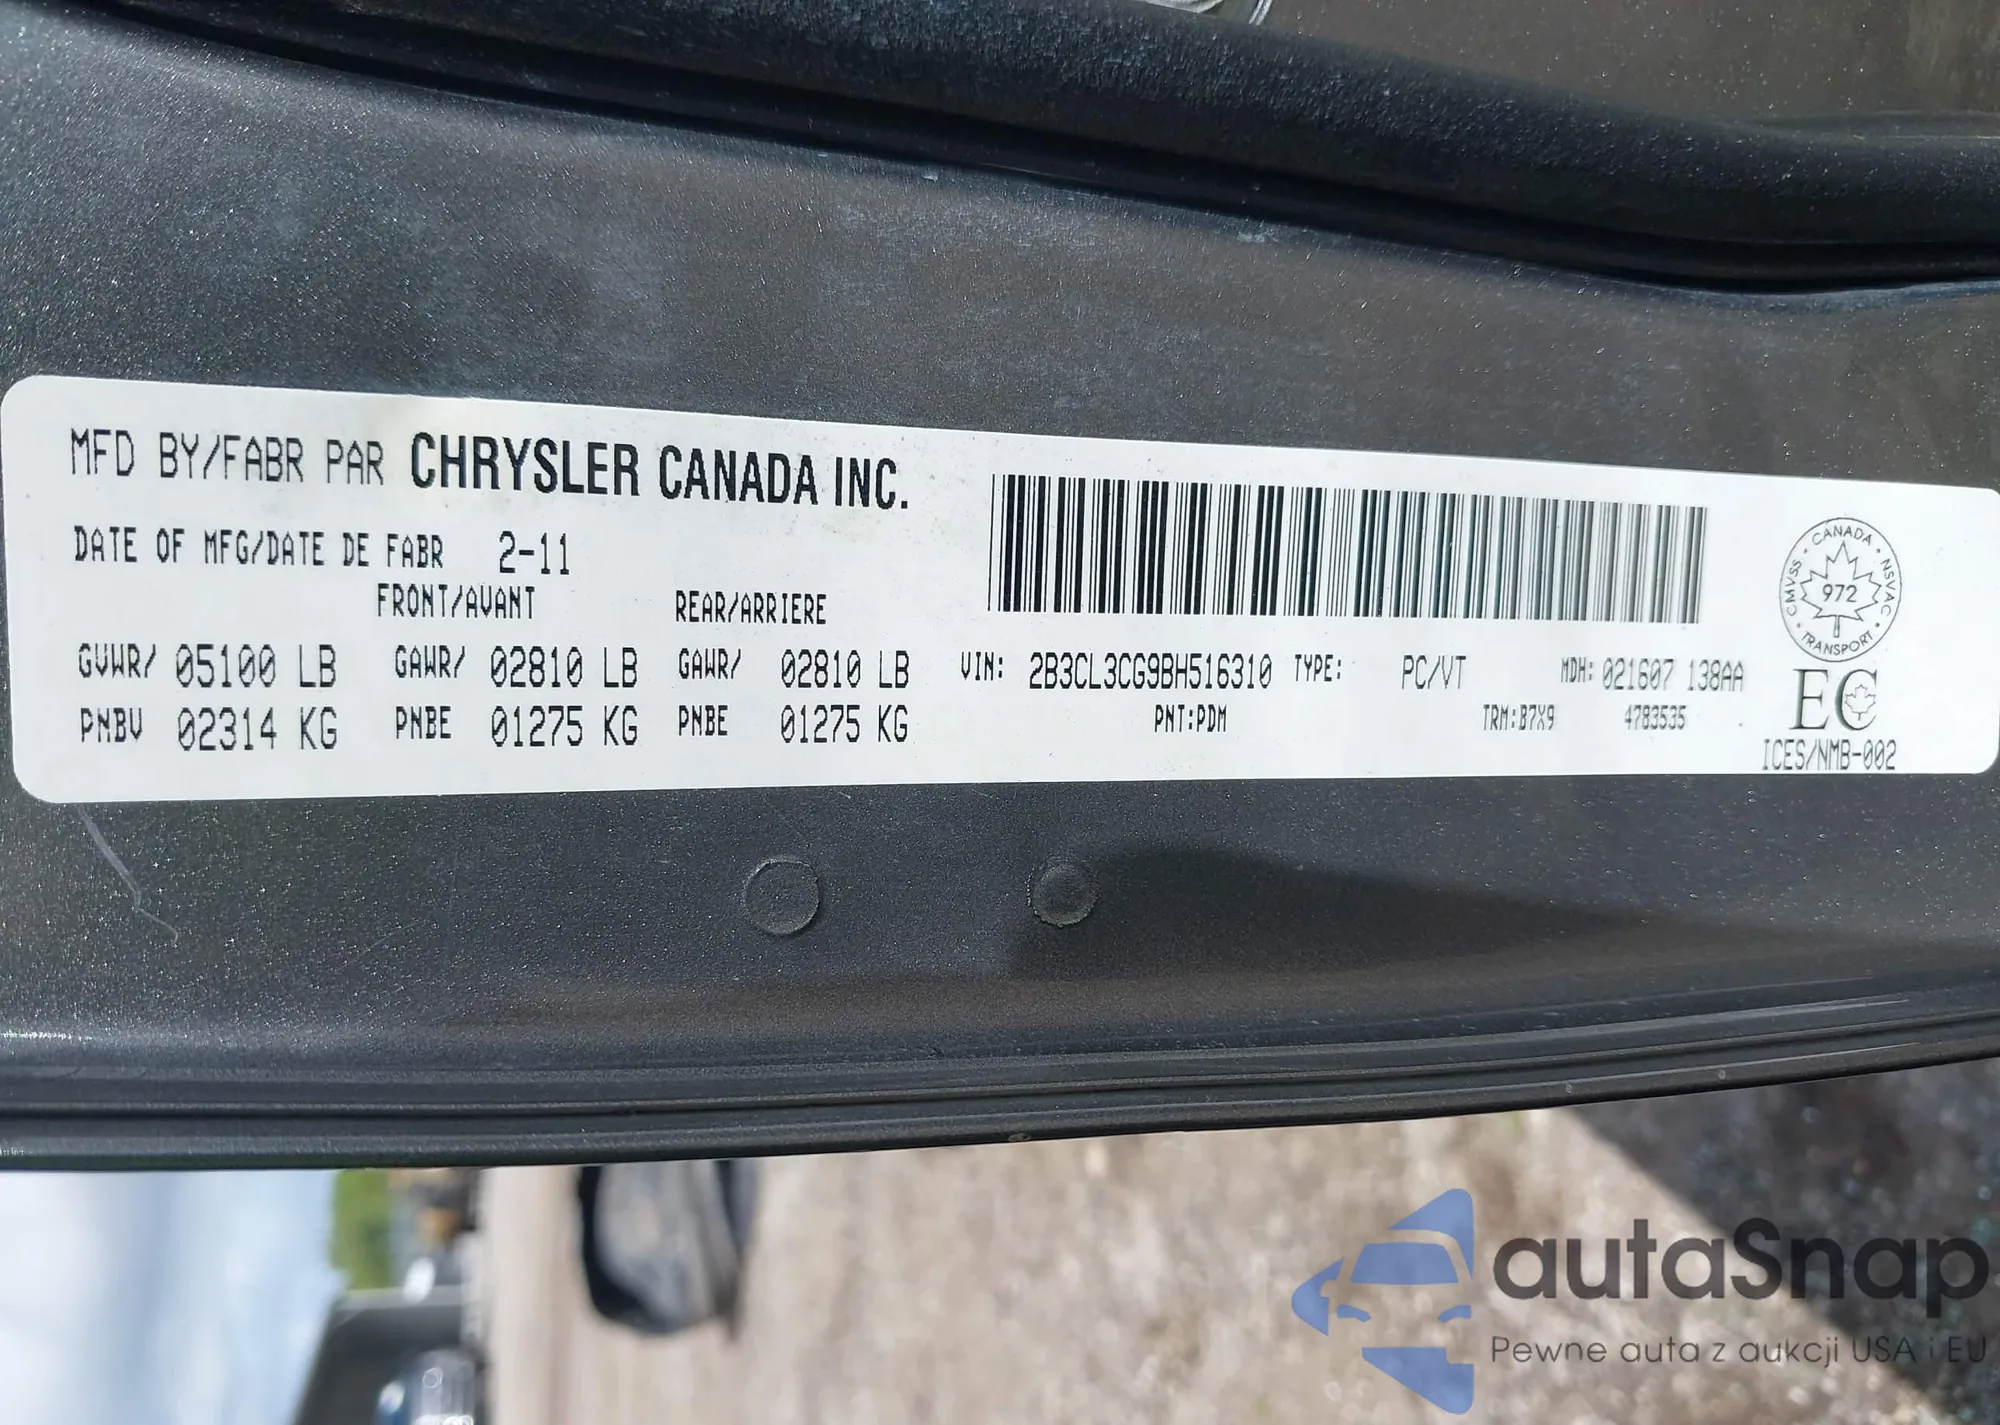 MFD BY/FABR PAR CHRYSLER CANADA INC.
DATE OF MFG/DATE DE FABR 2-11
FRONT/AVANT REAR/ARRIERE
GVWR/ 05100 LB GAWR/ 02810 LB GAWR/ 02810 LB VIN: 2B3CL3CG9BH516310 TYPE: PC/VT MDH: 021607 138AA
PNBV 02314 KG PNBE 01275 KG PNBE 01275 KG PNT:PDM TRM:B7X9 4783535
CANADA
CMVSS 972 NSVAC
TRANSPORT
EC
ICES/NMB-002
autaSnap
Pewne auta z aukcji USA i EU